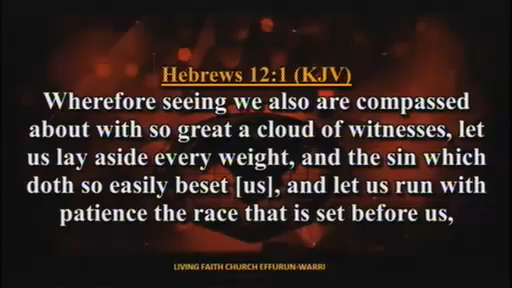 Hebrews 12:1 (KJV)
Wherefore seeing we also are compassed
about with so great a cloud of witnesses, let
us lay aside every weight, and the sin which
doth so easily beset [us], and let us run with
patience the race that is set before us,
LIVING FAITH CHURCH EFFURUN-WARRI